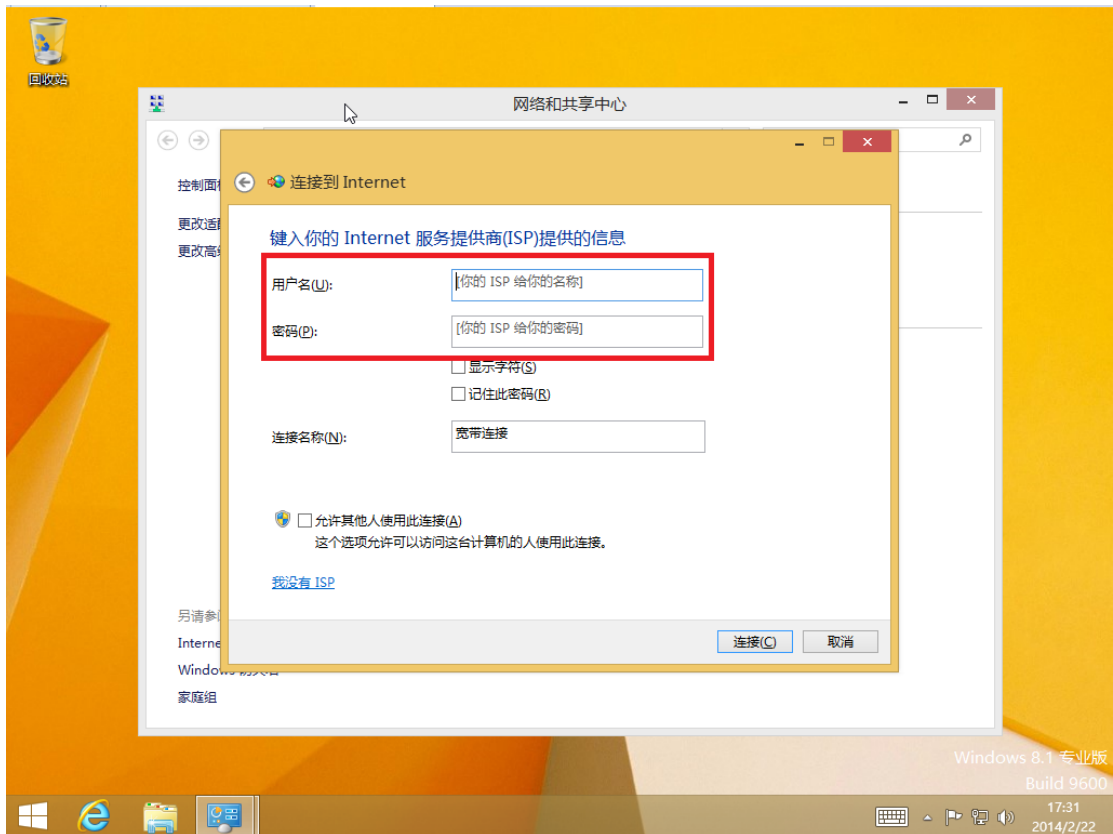 回收站
网络和共享中心
控制面
连接到 Internet
更改适
键入你的 Internet 服务提供商(ISP)提供的信息
更改高
用户名(U):
[你的 ISP 给你的名称]
密码(P):
[你的 ISP 给你的密码]
显示字符(S)
记住此密码(R)
连接名称(N):
宽带连接
允许其他人使用此连接(A)
这个选项允许可以访问这台计算机的人使用此连接。
我没有 ISP
另请参
Interne
连接(C)
取消
Window
家庭组
Windows 8.1 专业版
Build 9600
17:31
2014/2/22